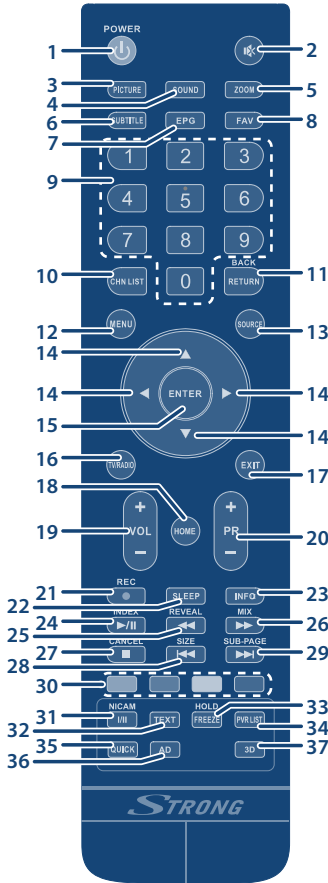 POWER
1
2
3
PICTURE
SOUND
ZOOM
4
5
6
SUBTITLE
EPG
FAV
7
8
1
2
3
9
4
5
6
7
8
9
BACK
10
CHN LIST
0
RETURN
11
MENU
SOURCE
12
13
14
14
ENTER
14
15
14
16
TV/RADIO
EXIT
17
18
+
+
19
VOL
HOME
PR
20
−
−
REC
21
SLEEP
INFO
23
22
INDEX
REVEAL
MIX
24
26
25
CANCEL
SIZE
SUB-PAGE
27
29
28
30
NICAM
HOLD
33
31
I/II
TEXT
FREEZE
PVR LIST
32
34
35
QUICK
AD
3D
37
36
STRONG